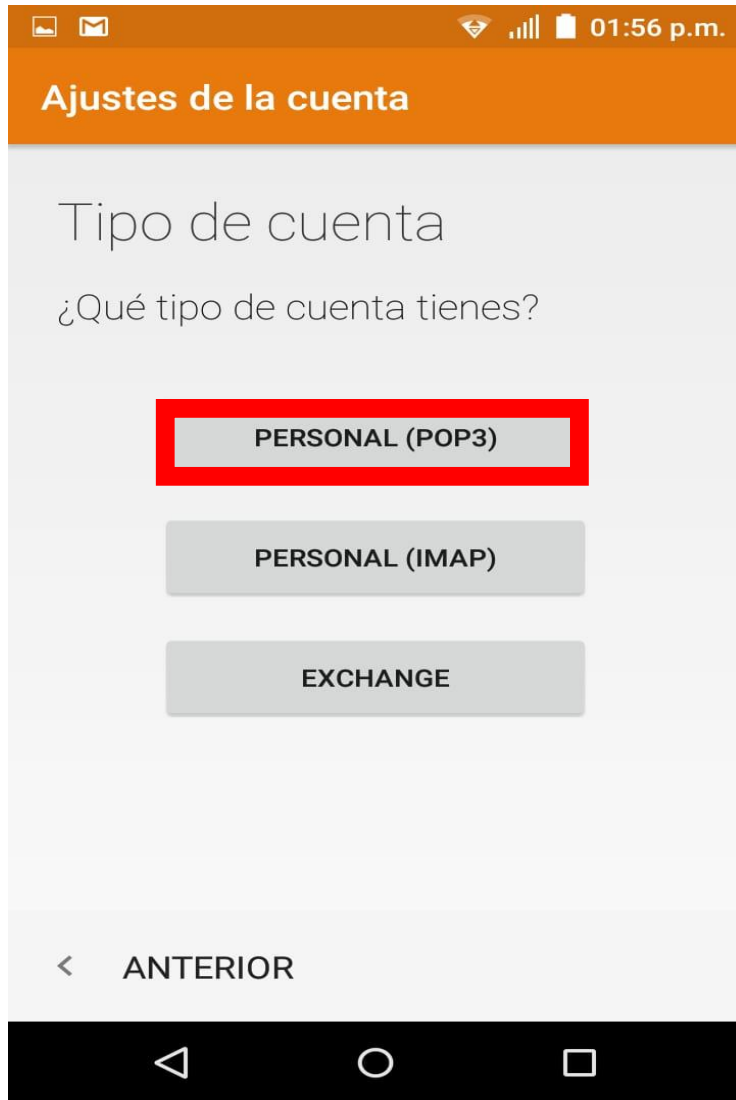 01:56 p.m.
Ajustes de la cuenta
Tipo de cuenta
¿Qué tipo de cuenta tienes?
PERSONAL (POP3)
PERSONAL (IMAP)
EXCHANGE
ANTERIOR